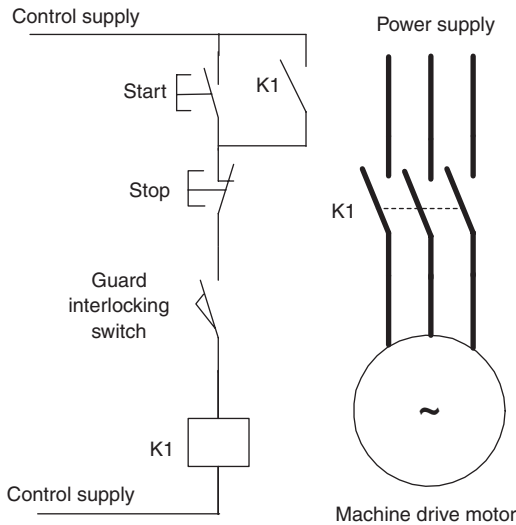 Control supply
Power supply
Start
K1
Stop
K1
Guard
interlocking
switch
~
K1
Control supply
Machine drive motor